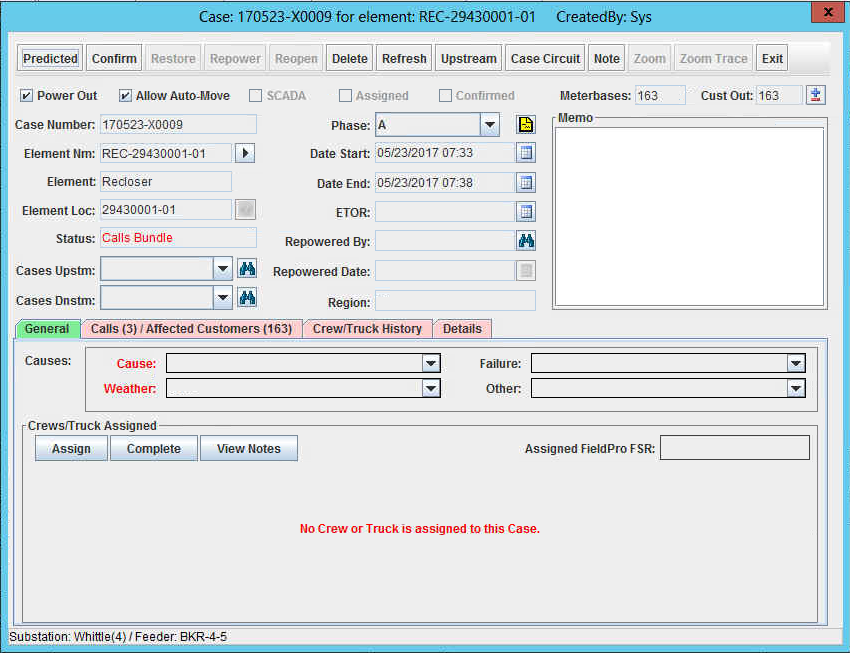 Case: 170523-X0009 for element: REC-29430001-01 CreatedBy: Sys
Predicted Confirm Restore Repower Reopen Delete Refresh Upstream Case Circuit Note Zoom Zoom Trace Exit
Power Out Allow Auto-Move SCADA Assigned Confirmed Meterbases: 163 Cust Out: 163
Case Number: 170523-X0009 Phase: A Memo
Element Nm: REC-29430001-01 Date Start: 05/23/2017 07:33
Element: Recloser Date End: 05/23/2017 07:38
Element Loc: 29430001-01 ETOR:
Status: Calls Bundle Repowered By:
Cases Upstm: Repowered Date:
Cases Dnstm: Region:
General Calls (3) / Affected Customers (163) Crew/Truck History Details
Causes: Cause: Failure:
Weather: Other:
Crews/Truck Assigned
Assign Complete View Notes Assigned FieldPro FSR:
No Crew or Truck is assigned to this Case.
Substation: Whittle(4) / Feeder: BKR-4-5